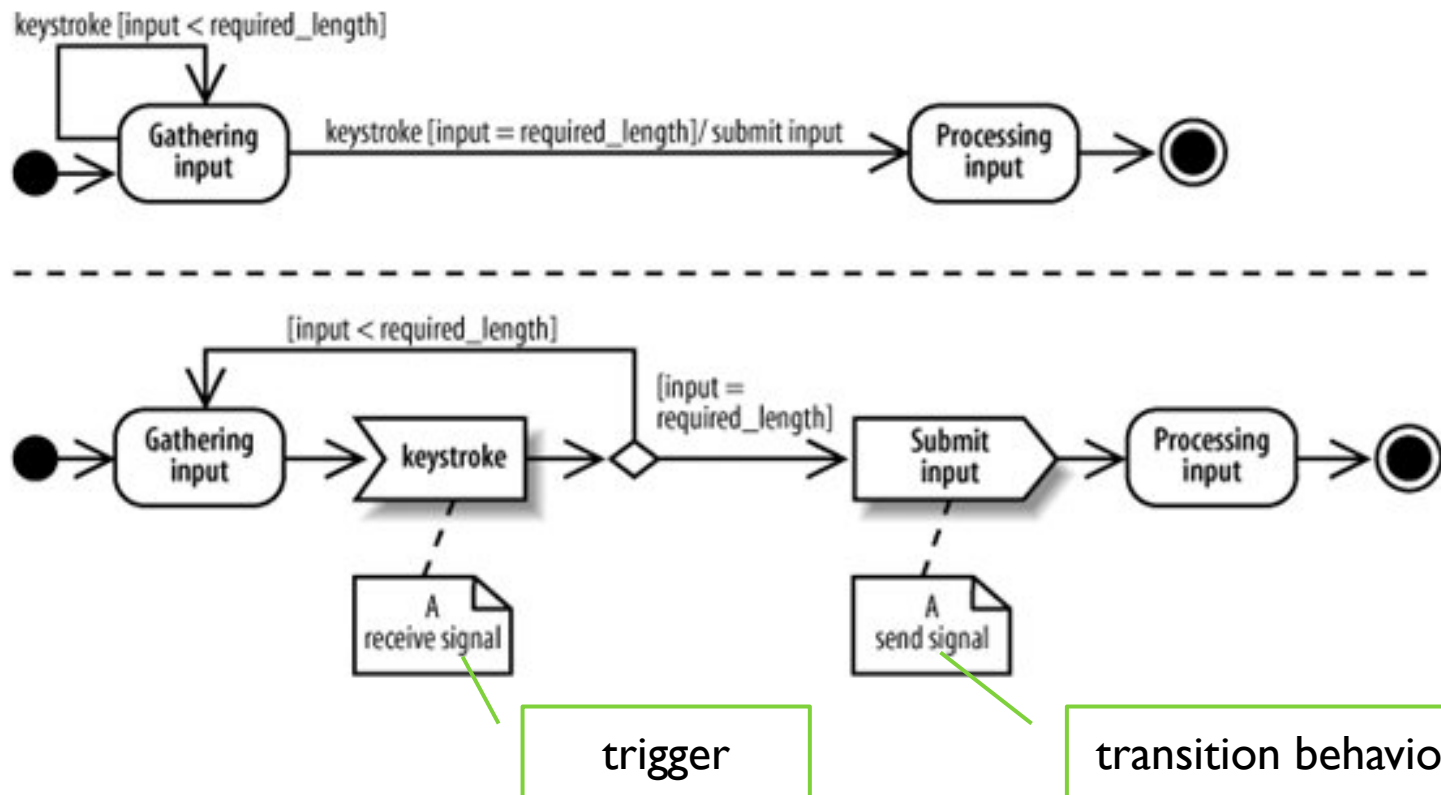 keystroke [input < required_length]
Gathering
input
keystroke [input = required_length]/ submit input
Processing
input
[input < required_length]
[input =
required_length]
Gathering
input
keystroke
Submit
input
Processing
input
A
receive signal
A
send signal
trigger
transition behavio